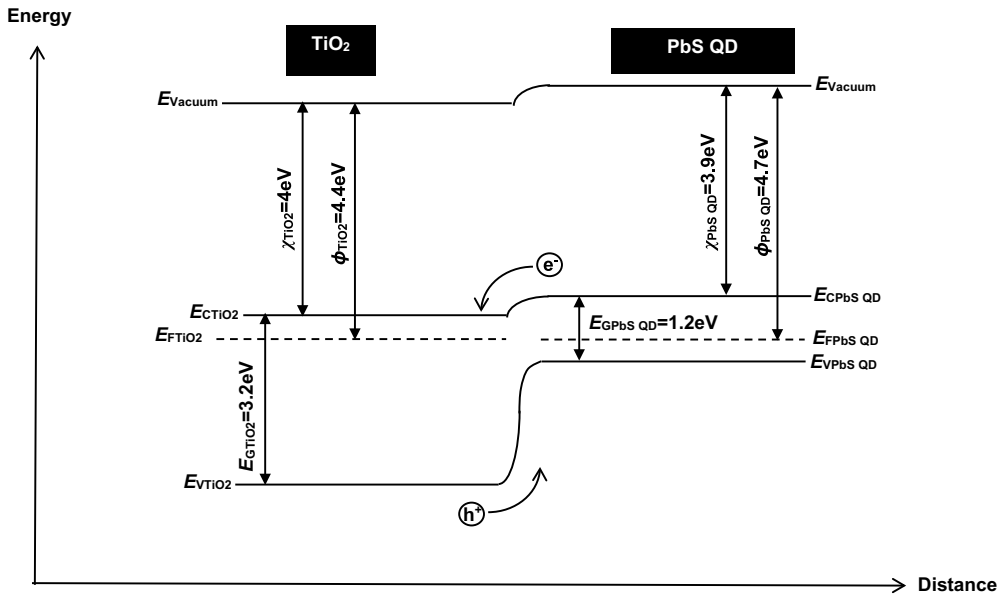 Energy
TiO₂
PbS QD
EVacuum
EVacuum
χTiO2=4eV
ϕTiO2=4.4eV
χPbS QD=3.9eV
ϕPbS QD=4.7eV
e⁻
ECTiO2
ECPbS QD
EGPbS QD=1.2eV
EFTiO2
EFPbS QD
EVPbS QD
EGTiO2=3.2eV
EVTiO2
h⁺
Distance